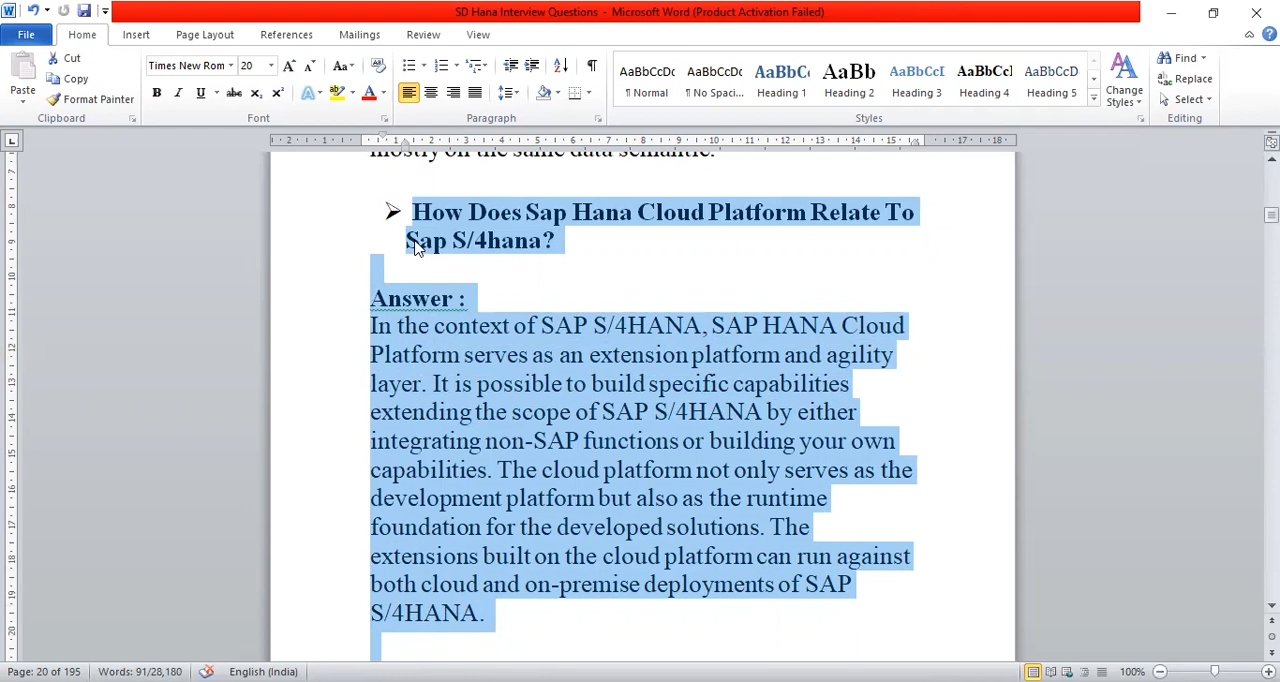 SD Hana Interview Questions - Microsoft Word (Product Activation Failed)
File Home Insert Page Layout References Mailings Review View
Paste Cut Copy Format Painter Clipboard
Times New Rom 20 Font
Paragraph
AaBbCcDc AaBbCcDc AaBbC AaBb AaBbCcI AaBbCcI AaBbCcD
¶ Normal ¶ No Spaci... Heading 1 Heading 2 Heading 3 Heading 4 Heading 5
Change Styles Styles
Find Replace Select Editing
mostly on the same data semantic.
How Does Sap Hana Cloud Platform Relate To
Sap S/4hana?
Answer :
In the context of SAP S/4HANA, SAP HANA Cloud
Platform serves as an extension platform and agility
layer. It is possible to build specific capabilities
extending the scope of SAP S/4HANA by either
integrating non-SAP functions or building your own
capabilities. The cloud platform not only serves as the
development platform but also as the runtime
foundation for the developed solutions. The
extensions built on the cloud platform can run against
both cloud and on-premise deployments of SAP
S/4HANA.
Page: 20 of 195 Words: 91/28,180 English (India) 100%